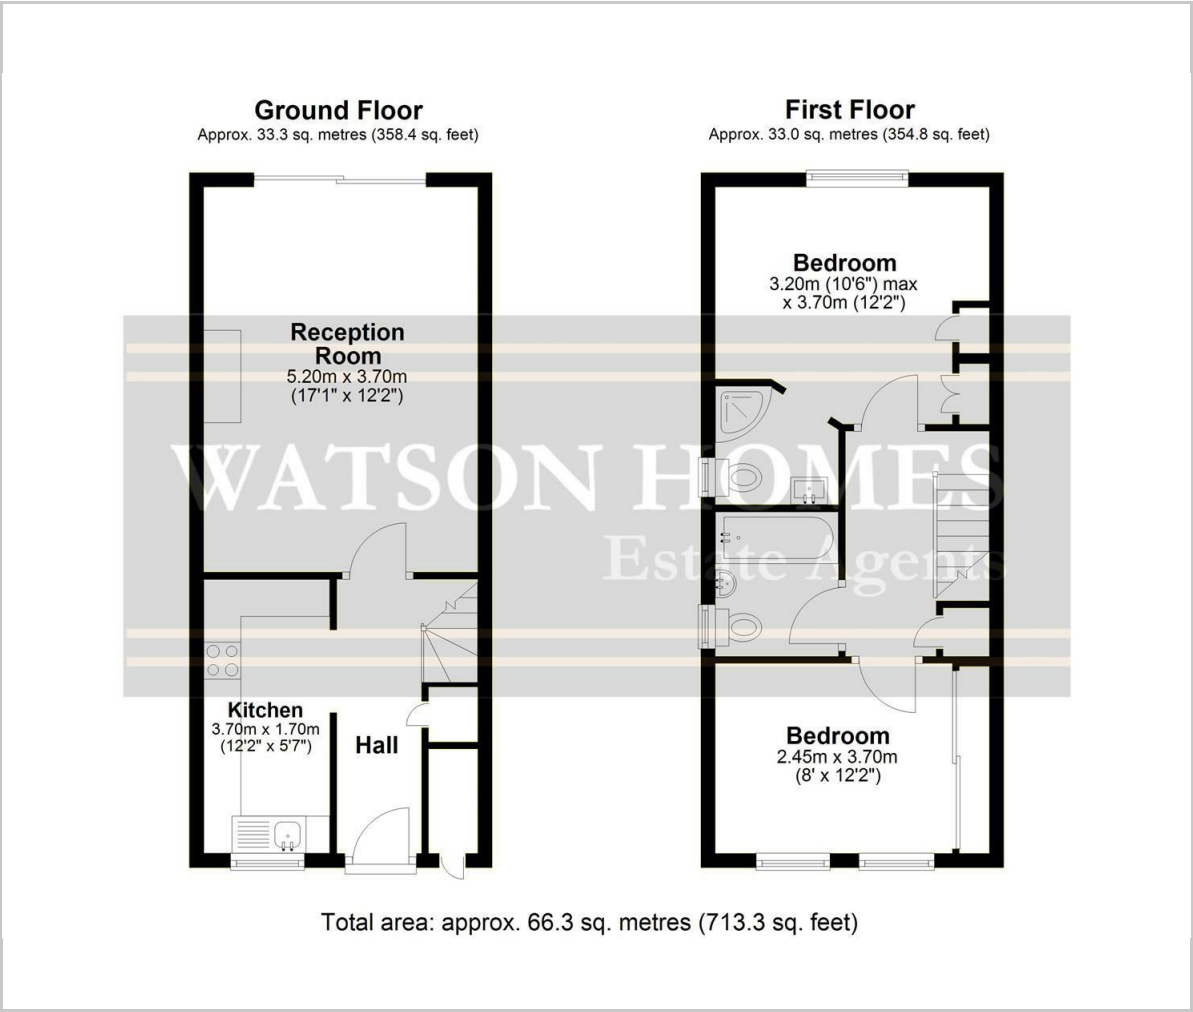 Ground Floor
Approx. 33.3 sq. metres (358.4 sq. feet)
First Floor
Approx. 33.0 sq. metres (354.8 sq. feet)
Reception
Room
5.20m x 3.70m
(17'1" x 12'2")
Bedroom
3.20m (10'6") max
x 3.70m (12'2")
WATSON HOMES
Estate Agents
Kitchen
3.70m x 1.70m
(12'2" x 5'7")
Hall
Bedroom
2.45m x 3.70m
(8' x 12'2")
Total area: approx. 66.3 sq. metres (713.3 sq. feet)